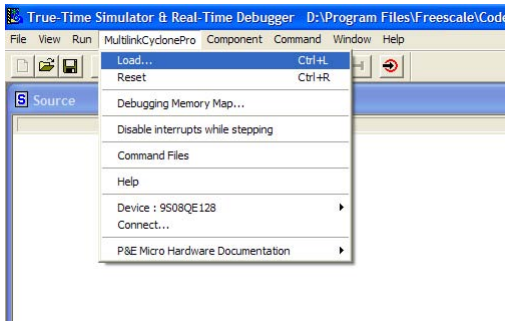 True-Time Simulator & Real-Time Debugger D:\Program Files\Freescale\Code
File View Run MultilinkCyclonePro Component Command Window Help
Load... Ctrl+L
Reset Ctrl+R
S Source
Debugging Memory Map...
Disable interrupts while stepping
Command Files
Help
Device : 9S08QE128
Connect...
P&E Micro Hardware Documentation